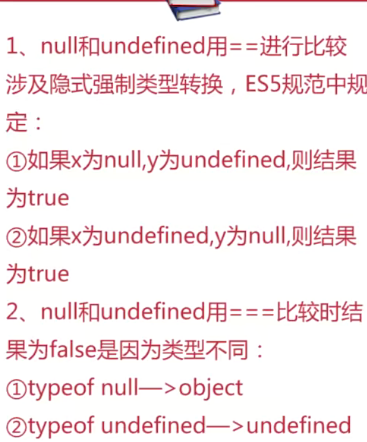 1、null和undefined用==进行比较
涉及隐式强制类型转换，ES5规范中规
定：
①如果x为null,y为undefined,则结果
为true
②如果x为undefined,y为null,则结果
为true
2、null和undefined用===比较时结
果为false是因为类型不同：
①typeof null—>object
②typeof undefined—>undefined